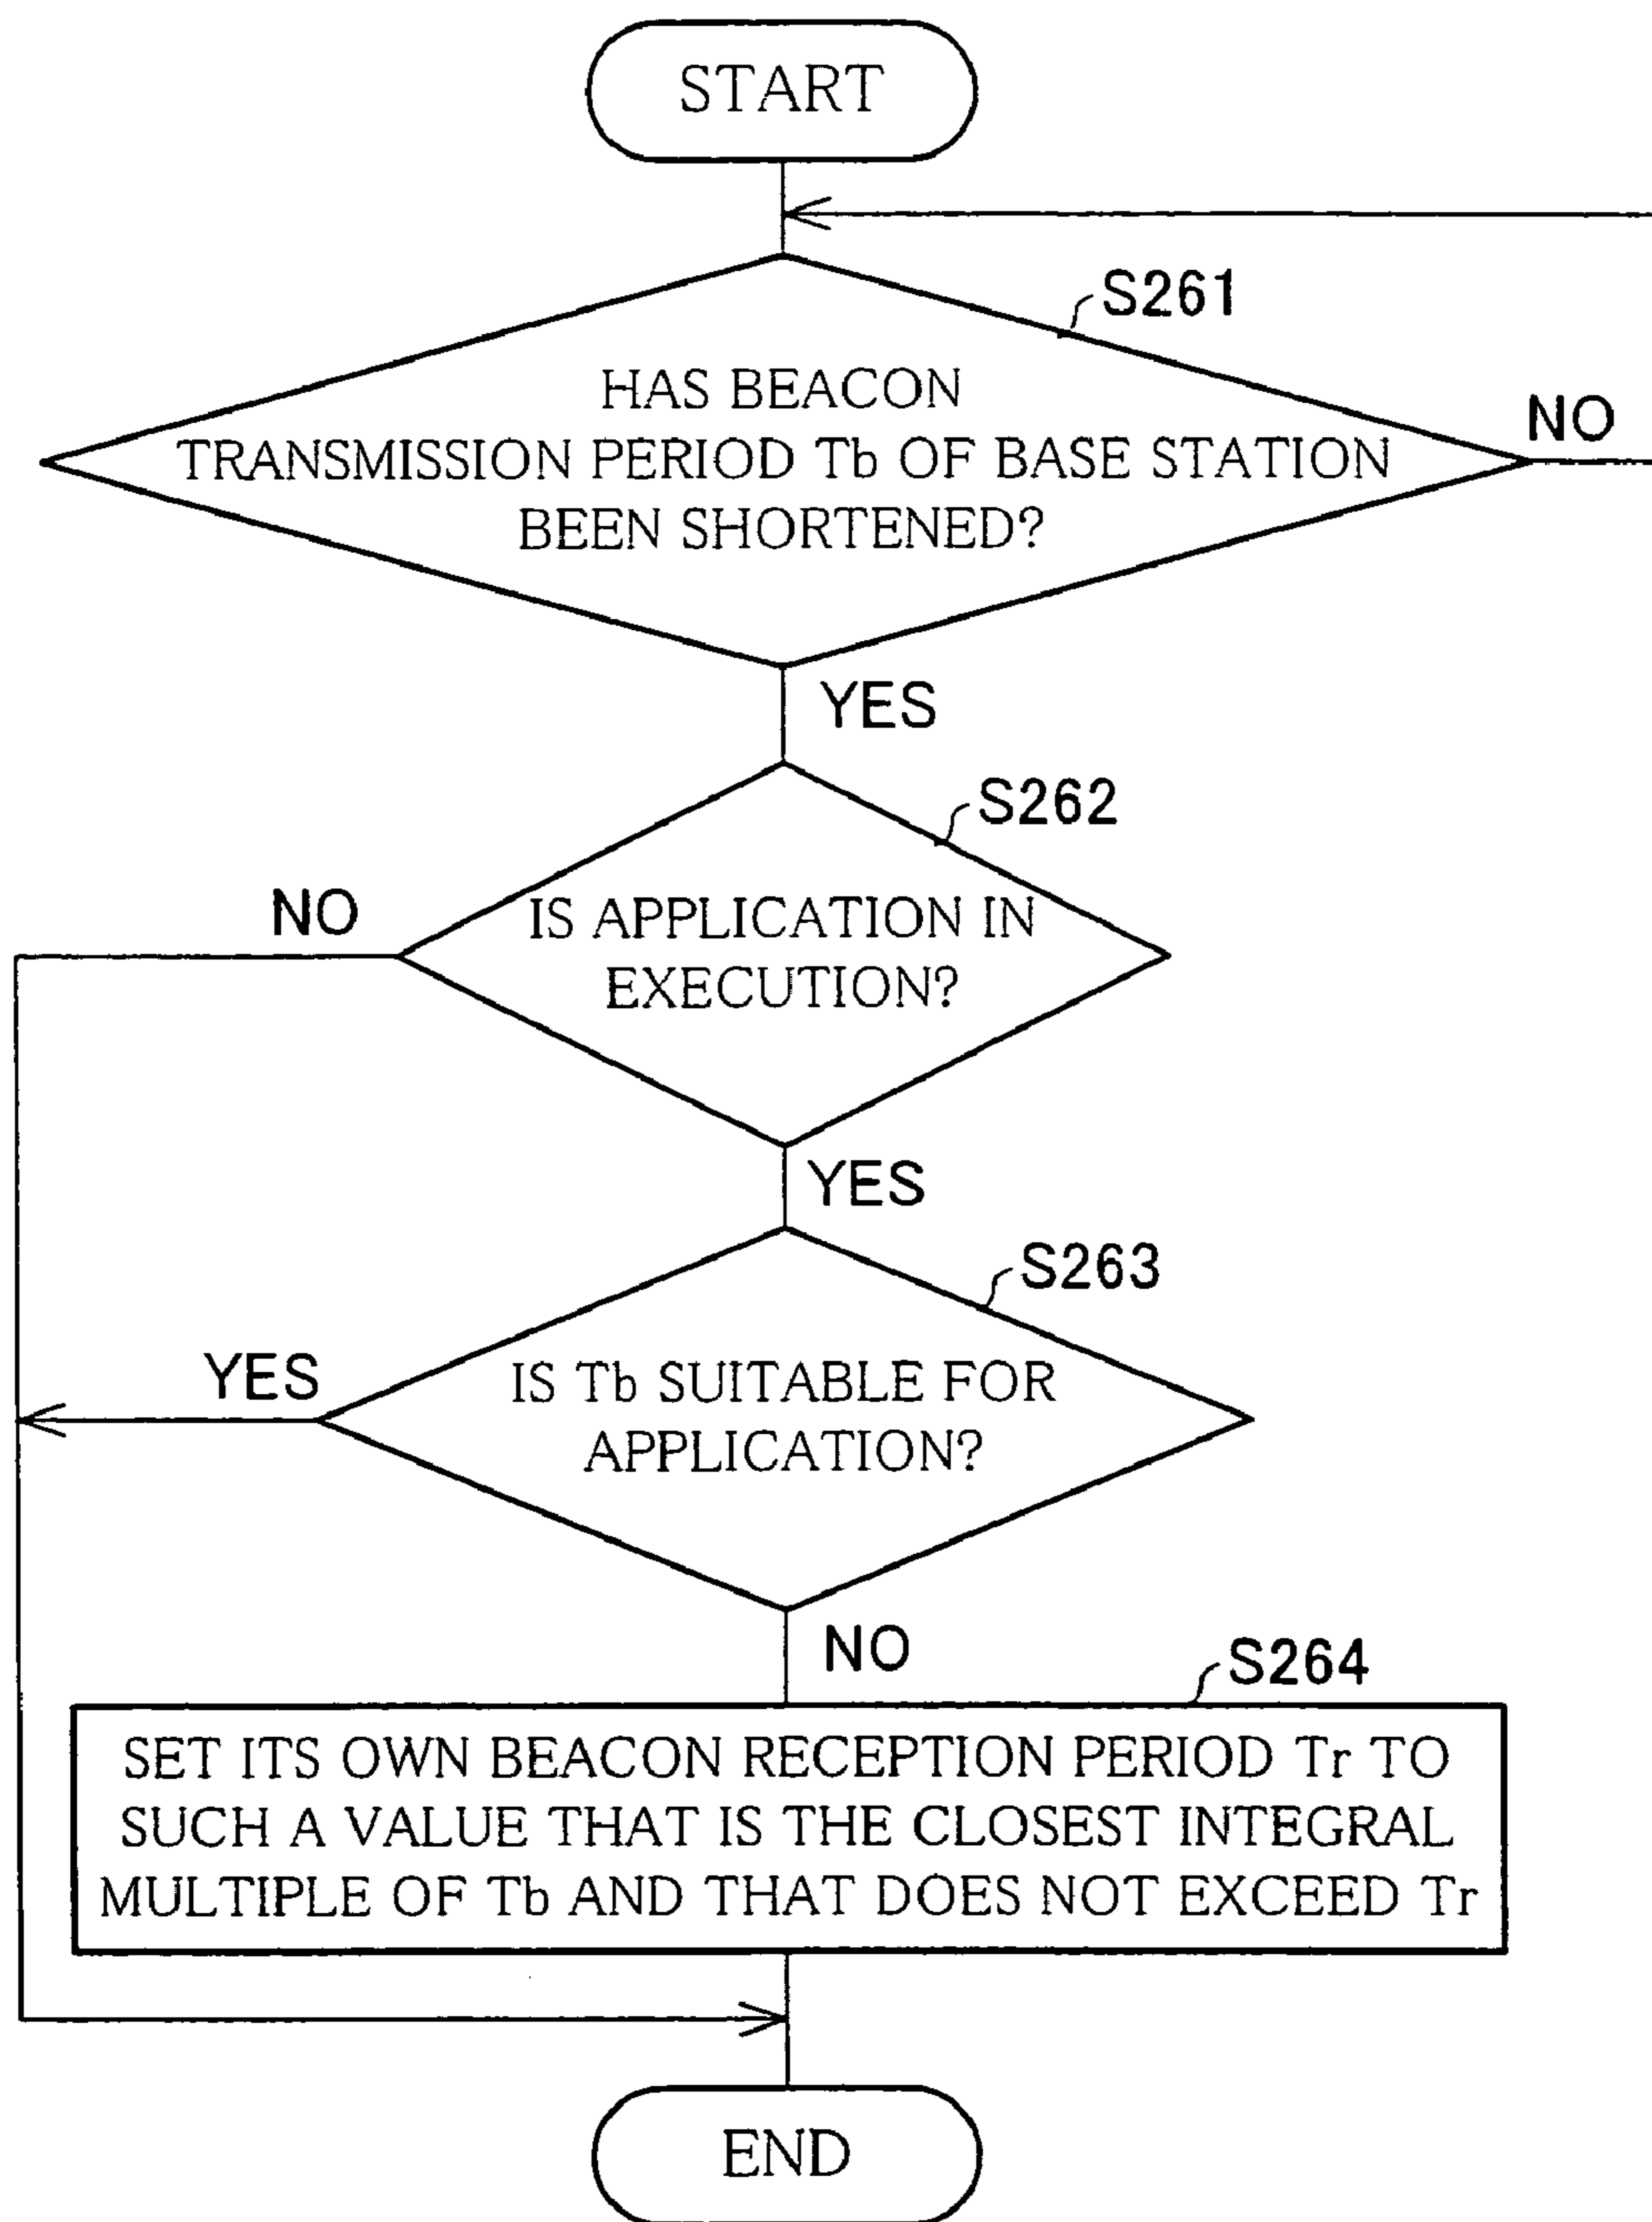 START
S261
HAS BEACON
TRANSMISSION PERIOD Tb OF BASE STATION
BEEN SHORTENED?
NO
YES
S262
NO
IS APPLICATION IN
EXECUTION?
YES
S263
YES
IS Tb SUITABLE FOR
APPLICATION?
NO
S264
SET ITS OWN BEACON RECEPTION PERIOD Tr TO
SUCH A VALUE THAT IS THE CLOSEST INTEGRAL
MULTIPLE OF Tb AND THAT DOES NOT EXCEED Tr
END